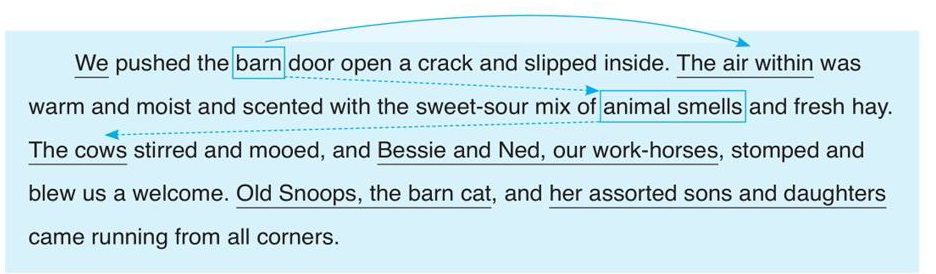 We pushed the barn door open a crack and slipped inside. The air within was
warm and moist and scented with the sweet-sour mix of animal smells and fresh hay.
The cows stirred and mooed, and Bessie and Ned, our work-horses, stomped and
blew us a welcome. Old Snoops, the barn cat, and her assorted sons and daughters
came running from all corners.